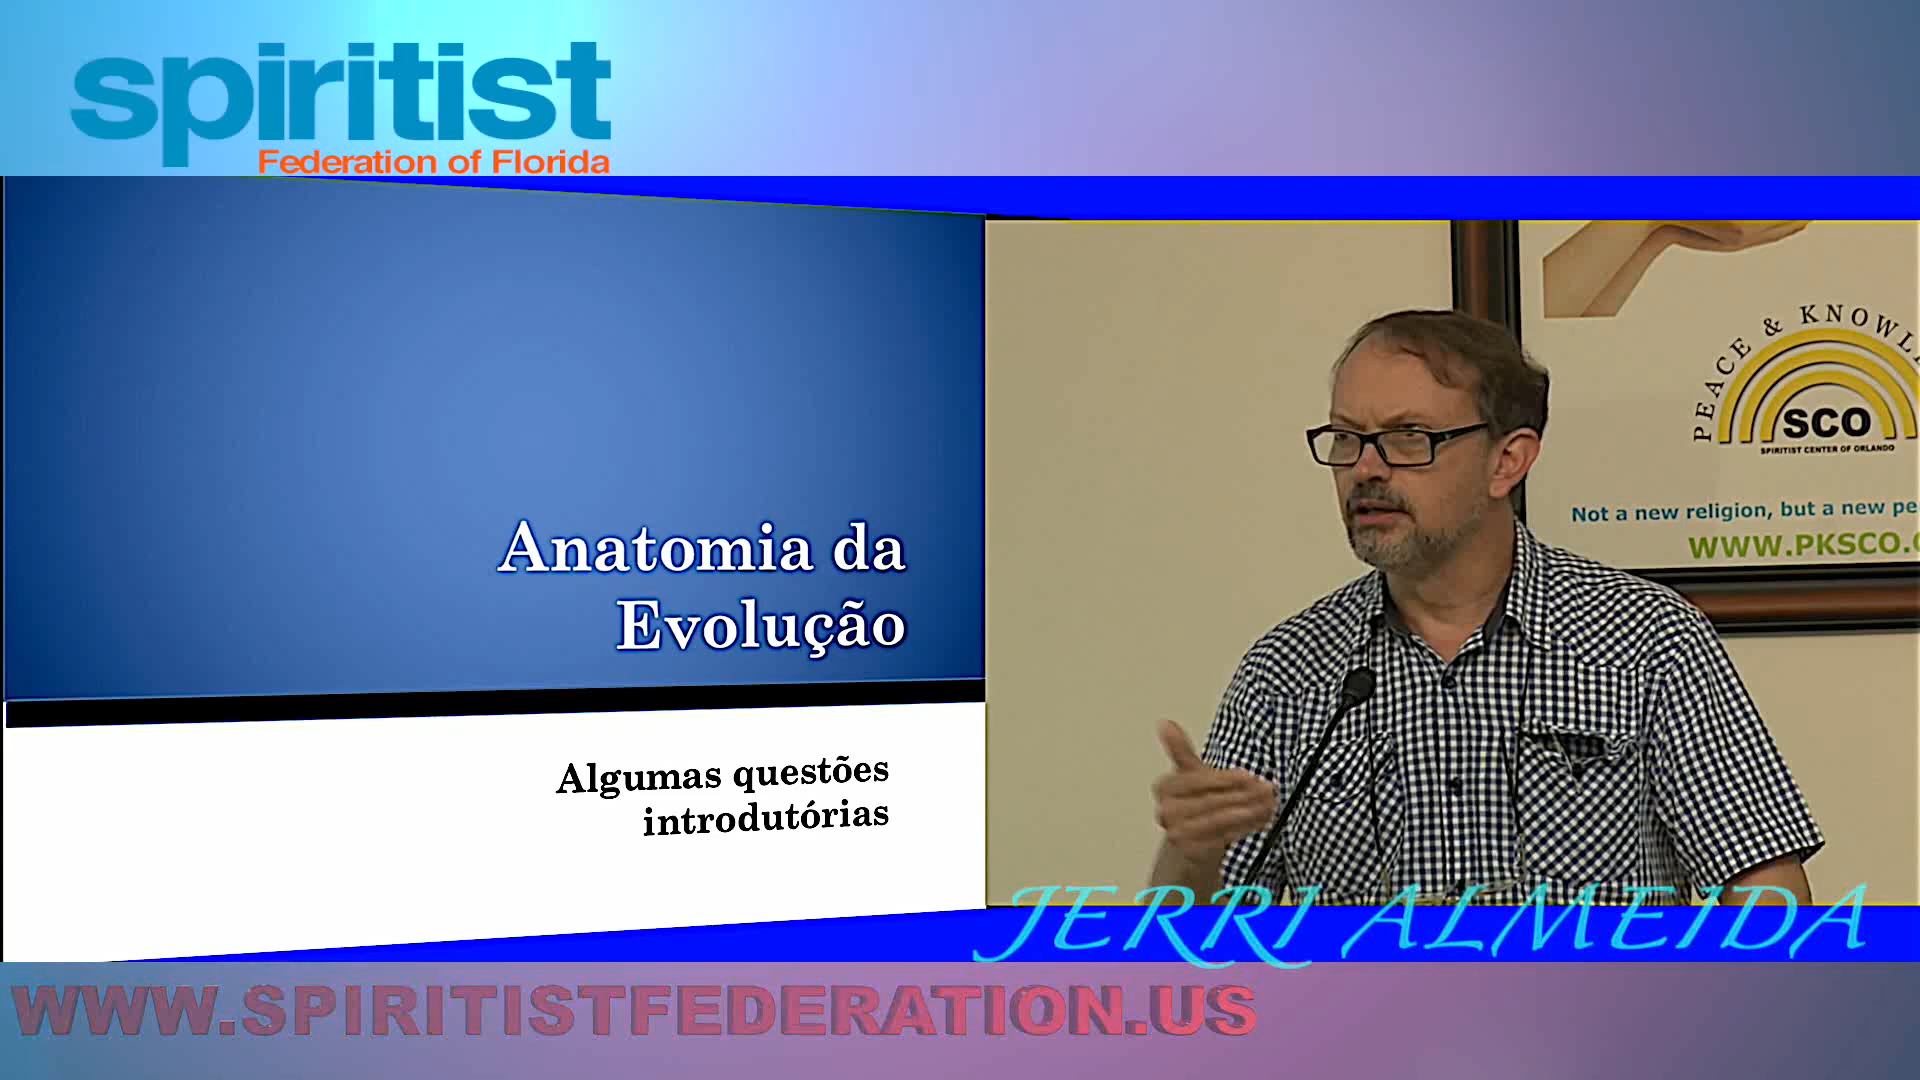 spiritist
Federation of Florida
Anatomia da
Evolução
Algumas questões
introdutórias
PEACE & KNOWL
SCO
SPIRITIST CENTER OF ORLANDO
Not a new religion, but a new
WWW.PKSCO.
JERRI ALMEIDA
WWW.SPIRITISTFEDERATION.US